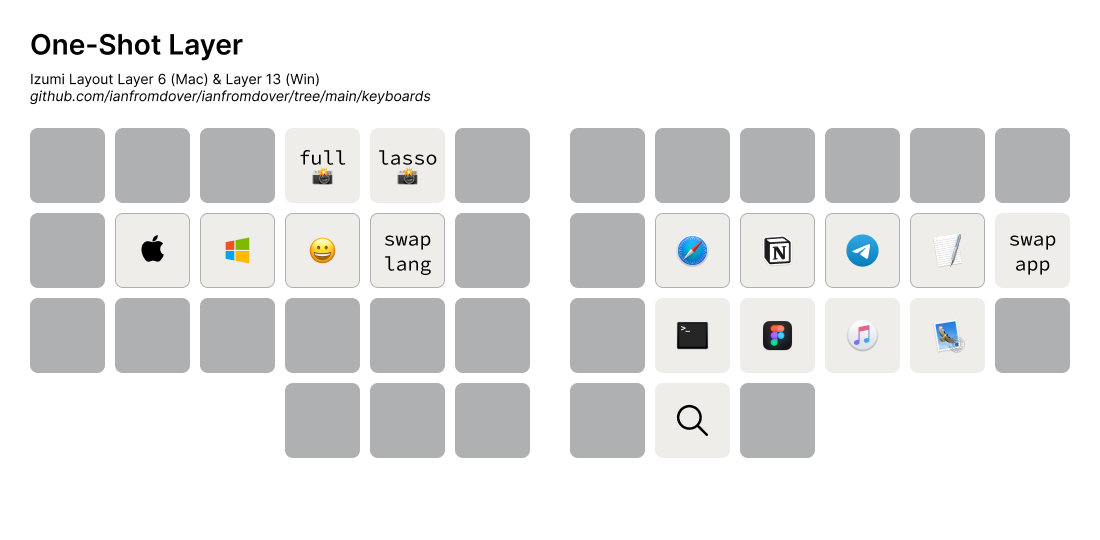 One-Shot Layer
Izumi Layout Layer 6 (Mac) & Layer 13 (Win)
github.com/ianfromdover/ianfromdover/tree/main/keyboards
full
lasso
swap
lang
N
swap
app
>_